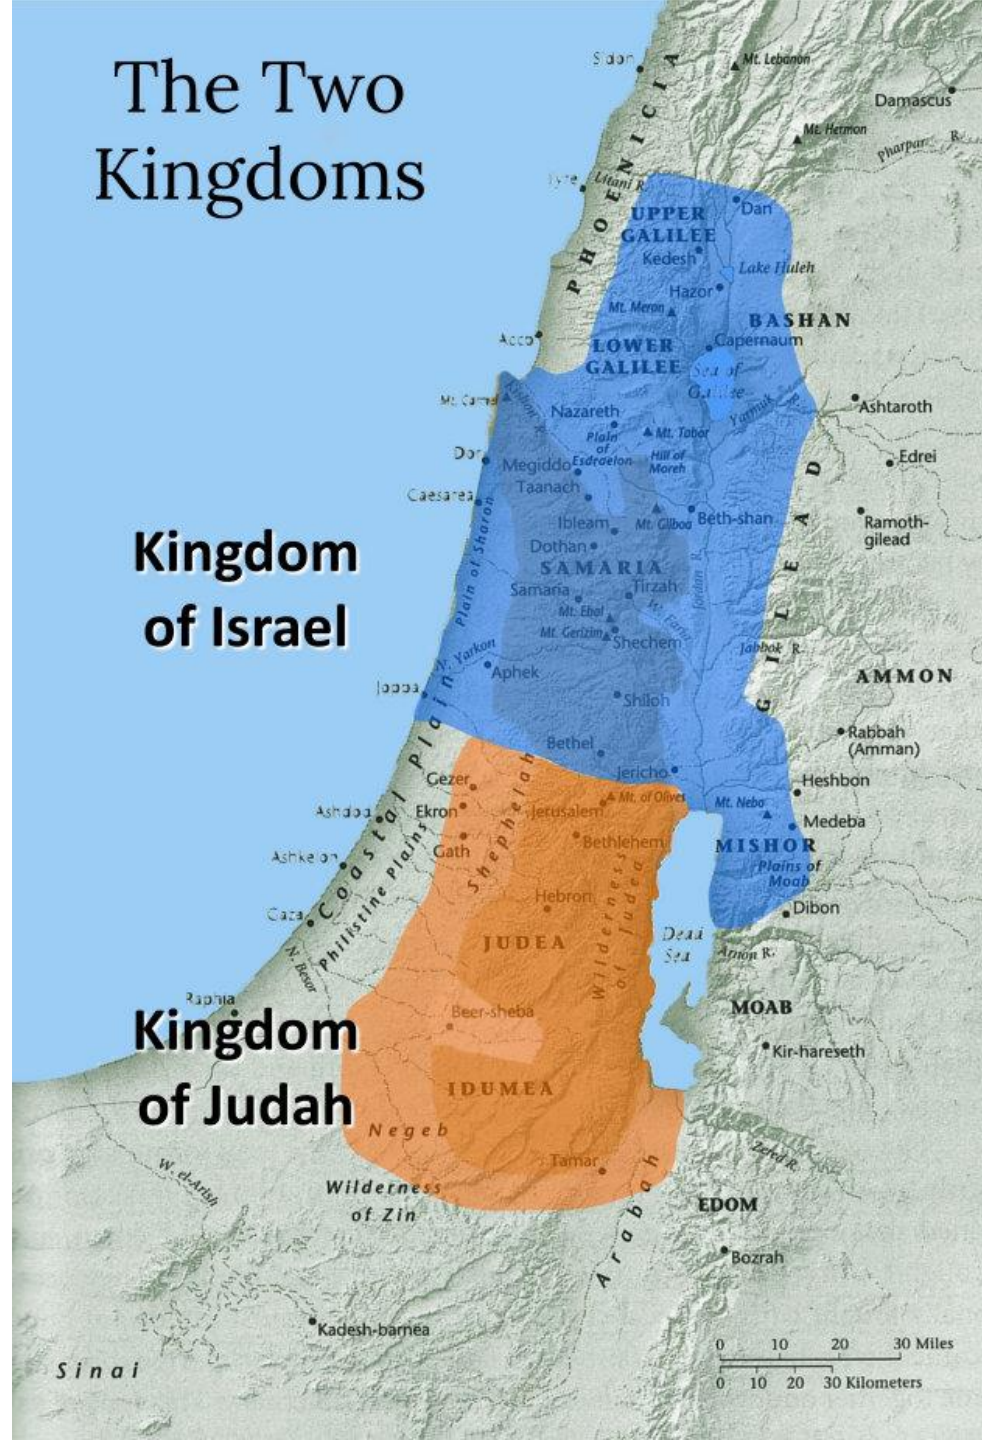 The Two
Kingdoms
Sidon
Mt. Lebanon
Damascus
PHOENICIA
Mt. Hermon
Pharpar R.
Tyre
Litani R.
UPPER
GALILEE
Dan
Kedesh
Lake Huleh
Hazor
Mt. Meron
BASHAN
Acco
LOWER
GALILEE
Capernaum
Sea of
Galilee
Mt. Carmel
Kishon R.
Nazareth
Yarmuk R.
Ashtaroth
Plain
of
Esdraelon
Mt. Tabor
Dor
Megiddo
Hill of
Moreh
Edrei
Taanach
Caesarea
Plain of Sharon
Ibleam
Mt. Gilboa
Beth-shan
Ramoth-
gilead
GILEAD
Kingdom
of Israel
Dothan
SAMARIA
Samaria
Tirzah
Jordan R.
Mt. Ebal
W. Faria
Mt. Gerizim
Shechem
N. Yarkon
Jabbok R.
Aphek
AMMON
Joppa
Shiloh
Rabbah
(Amman)
Bethel
Jericho
Heshbon
Coastal Plain
Gezer
Shephelah
Mt. of Olives
Mt. Nebo
Ashdod
Ekron
Jerusalem
Medeba
Gath
Bethlehem
MISHOR
Plains of
Moab
Ashkelon
Philistine Plains
Hebron
Wilderness
of Judea
Dibon
Gaza
JUDEA
Dead
Sea
Arnon R.
N. Besor
Raphia
Beer-sheba
MOAB
Kingdom
of Judah
Kir-hareseth
IDUMEA
Negeb
Zered R.
W. el-Arish
Tamar
Wilderness
of Zin
Arabah
EDOM
Bozrah
Kadesh-barnea
Sinai
0 10 20 30 Miles
0 10 20 30 Kilometers